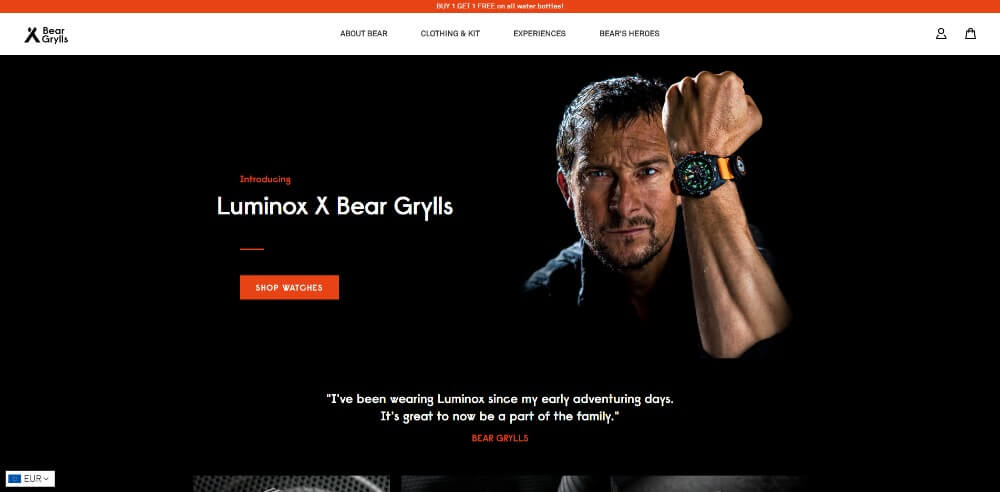 BUY 1 GET 1 FREE on all water bottles!
Bear
Grylls
ABOUT BEAR
CLOTHING & KIT
EXPERIENCES
BEAR'S HEROES
Introducing
Luminox X Bear Grylls
SHOP WATCHES
"I've been wearing Luminox since my early adventuring days.
It's great to now be a part of the family."
BEAR GRYLLS
EUR